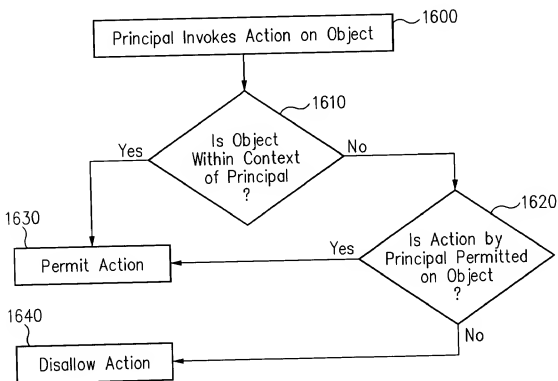 1600
Principal Invokes Action on Object
1610
Is Object
Within Context
of Principal
?
Yes
No
1620
Is Action by
Principal Permitted
on Object
?
Yes
No
1630
Permit Action
1640
Disallow Action